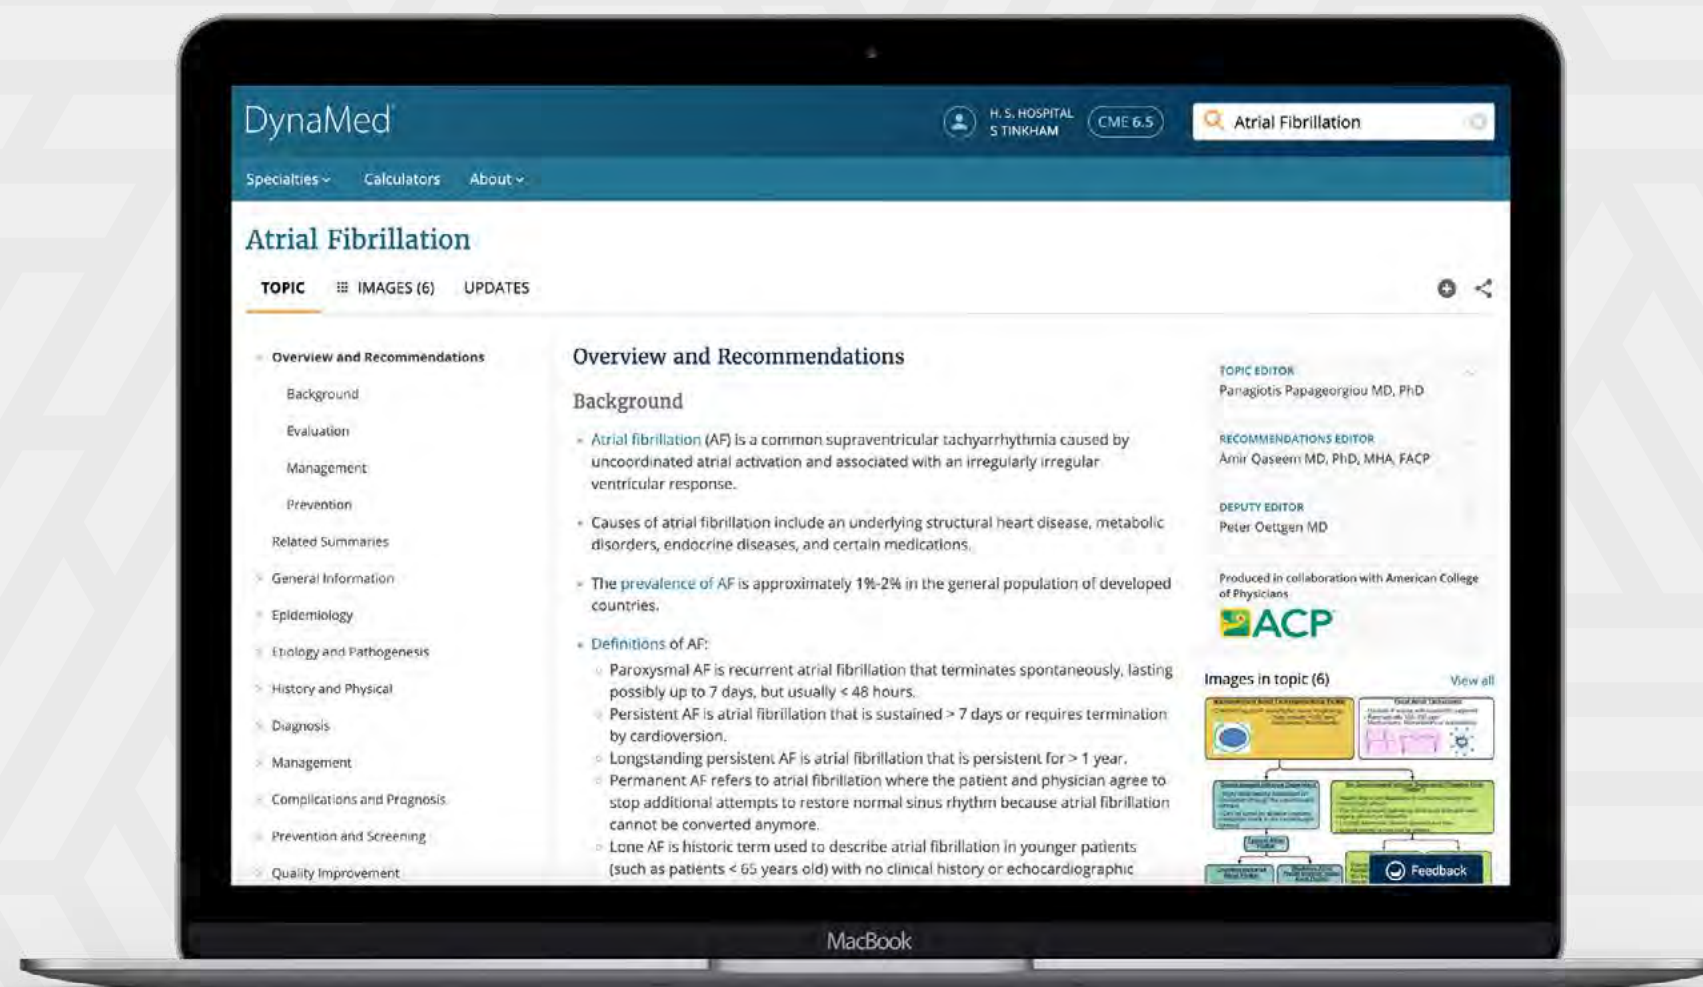 DynaMed
H. S. HOSPITAL
S TINKHAM
CME 6.5
Atrial Fibrillation
Specialties
Calculators
About
Atrial Fibrillation
TOPIC
IMAGES (6)
UPDATES
Overview and Recommendations
Background
Evaluation
Management
Prevention
Related Summaries
General Information
Epidemiology
Etiology and Pathogenesis
History and Physical
Diagnosis
Management
Complications and Prognosis
Prevention and Screening
Quality Improvement
Overview and Recommendations
Background
Atrial fibrillation (AF) is a common supraventricular tachyarrhythmia caused by
uncoordinated atrial activation and associated with an irregularly irregular
ventricular response.
Causes of atrial fibrillation include an underlying structural heart disease, metabolic
disorders, endocrine diseases, and certain medications.
The prevalence of AF is approximately 1%-2% in the general population of developed
countries.
Definitions of AF:
Paroxysmal AF is recurrent atrial fibrillation that terminates spontaneously, lasting
possibly up to 7 days, but usually < 48 hours.
Persistent AF is atrial fibrillation that is sustained > 7 days or requires termination
by cardioversion.
Longstanding persistent AF is atrial fibrillation that is persistent for > 1 year.
Permanent AF refers to atrial fibrillation where the patient and physician agree to
stop additional attempts to restore normal sinus rhythm because atrial fibrillation
cannot be converted anymore.
Lone AF is historic term used to describe atrial fibrillation in younger patients
(such as patients < 65 years old) with no clinical history or echocardiographic
TOPIC EDITOR
Panagiotis Papageorgiou MD, PhD
RECOMMENDATIONS EDITOR
Amir Qaseem MD, PhD, MHA, FACP
DEPUTY EDITOR
Peter Oettgen MD
Produced in collaboration with American College
of Physicians
ACP
Images in topic (6)
View all
Feedback
MacBook